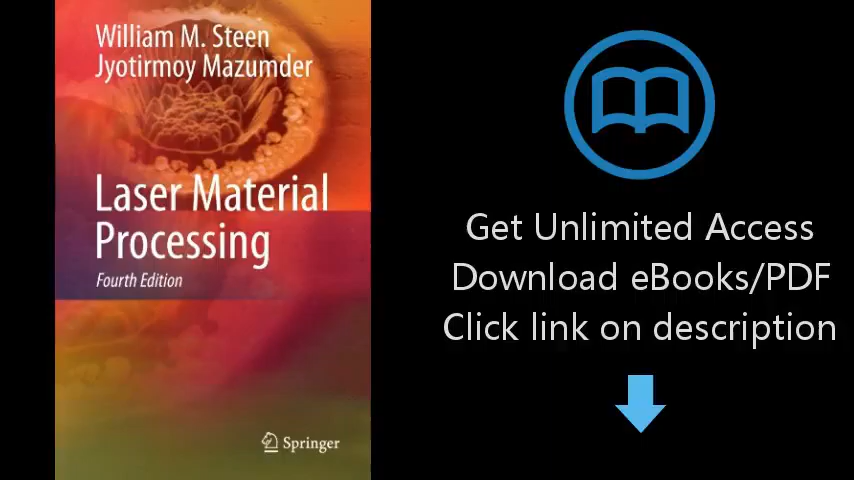 William M. Steen
Jyotirmoy Mazumder
Laser Material
Processing
Fourth Edition
Springer
Get Unlimited Access
Download eBooks/PDF
Click link on description